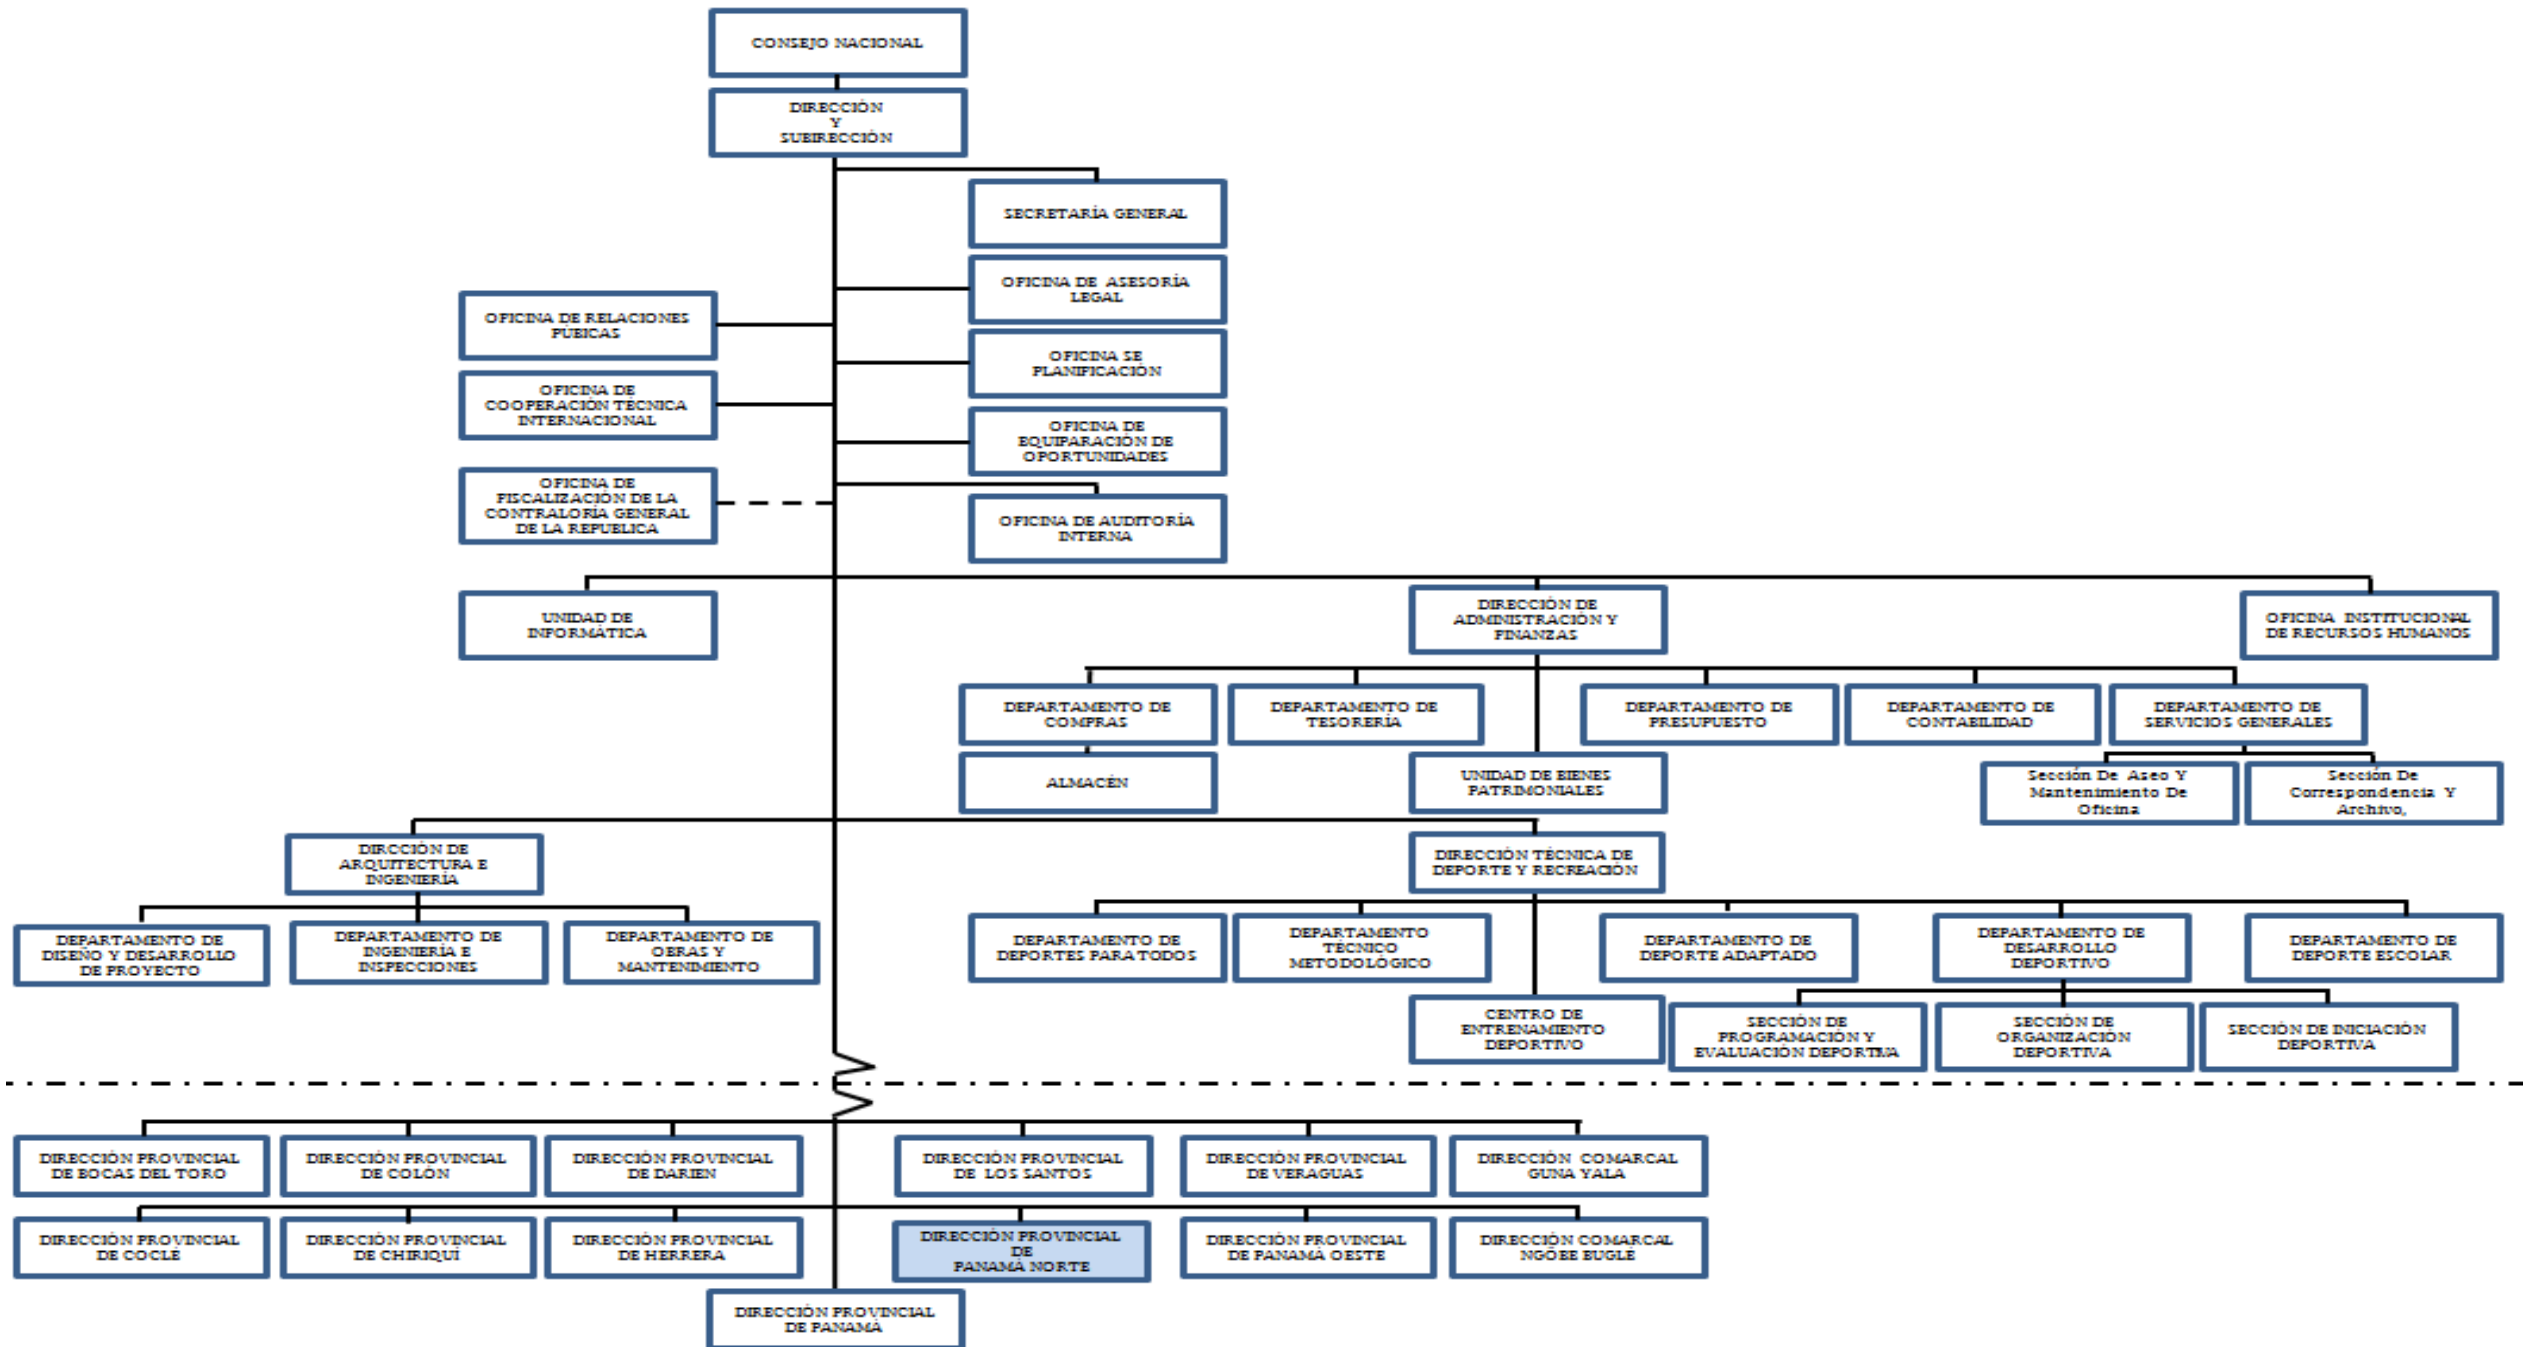 CONSEJO NACIONAL
DIRECCIÓN
Y
SUBIRECCIÓN
SECRETARÍA GENERAL
OFICINA DE ASESORÍA
LEGAL
OFICINA DE RELACIONES
PÚBICAS
OFICINA SE
PLANIFICACIÓN
OFICINA DE
COOPERACIÓN TÉCNICA
INTERNACIONAL
OFICINA DE
EQUIPARACIÓN DE
OPORTUNIDADES
OFICINA DE
FISCALIZACIÓN DE LA
CONTRALORÍA GENERAL
DE LA REPUBLICA
OFICINA DE AUDITORÍA
INTERNA
UNIDAD DE
INFORMÁTICA
DIRECCIÓN DE
ADMINISTRACIÓN Y
FINANZAS
OFICINA INSTITUCIONAL
DE RECURSOS HUMANOS
DEPARTAMENTO DE
COMPRAS
DEPARTAMENTO DE
TESORERÍA
DEPARTAMENTO DE
PRESUPUESTO
DEPARTAMENTO DE
CONTABILIDAD
DEPARTAMENTO DE
SERVICIOS GENERALES
ALMACÉN
UNIDAD DE BIENES
PATRIMONIALES
Sección De Aseo Y
Mantenimiento De
Oficina
Sección De
Correspondencia Y
Archivo,
DIRCCIÓN DE
ARQUITECTURA E
INGENIERÍA
DIRECCIÓN TÉCNICA DE
DEPORTE Y RECREACIÓN
DEPARTAMENTO DE
DISEÑO Y DESARROLLO
DE PROYECTO
DEPARTAMENTO DE
INGENIERÍA E
INSPECCIONES
DEPARTAMENTO DE
OBRAS Y
MANTENIMIENTO
DEPARTAMENTO DE
DEPORTES PARA TODOS
DEPARTAMENTO
TÉCNICO
METODOLÓGICO
DEPARTAMENTO DE
DEPORTE ADAPTADO
DEPARTAMENTO DE
DESARROLLO
DEPORTIVO
DEPARTAMENTO DE
DEPORTE ESCOLAR
CENTRO DE
ENTRENAMIENTO
DEPORTIVO
SECCIÓN DE
PROGRAMACIÓN Y
EVALUACIÓN DEPORTIVA
SECCIÓN DE
ORGANIZACIÓN
DEPORTIVA
SECCIÓN DE INICIACIÓN
DEPORTIVA
DIRECCIÓN PROVINCIAL
DE BOCAS DEL TORO
DIRECCIÓN PROVINCIAL
DE COLÓN
DIRECCIÓN PROVINCIAL
DE DARIEN
DIRECCIÓN PROVINCIAL
DE LOS SANTOS
DIRECCIÓN PROVINCIAL
DE VERAGUAS
DIRECCIÓN COMARCAL
GUNA YALA
DIRECCIÓN PROVINCIAL
DE COCLÉ
DIRECCIÓN PROVINCIAL
DE CHIRIQUÍ
DIRECCIÓN PROVINCIAL
DE HERRERA
DIRECCIÓN PROVINCIAL
DE
PANAMÁ NORTE
DIRECCIÓN PROVINCIAL
DE PANAMÁ OESTE
DIRECCIÓN COMARCAL
NGÖBE BUGLÉ
DIRECCIÓN PROVINCIAL
DE PANAMÁ